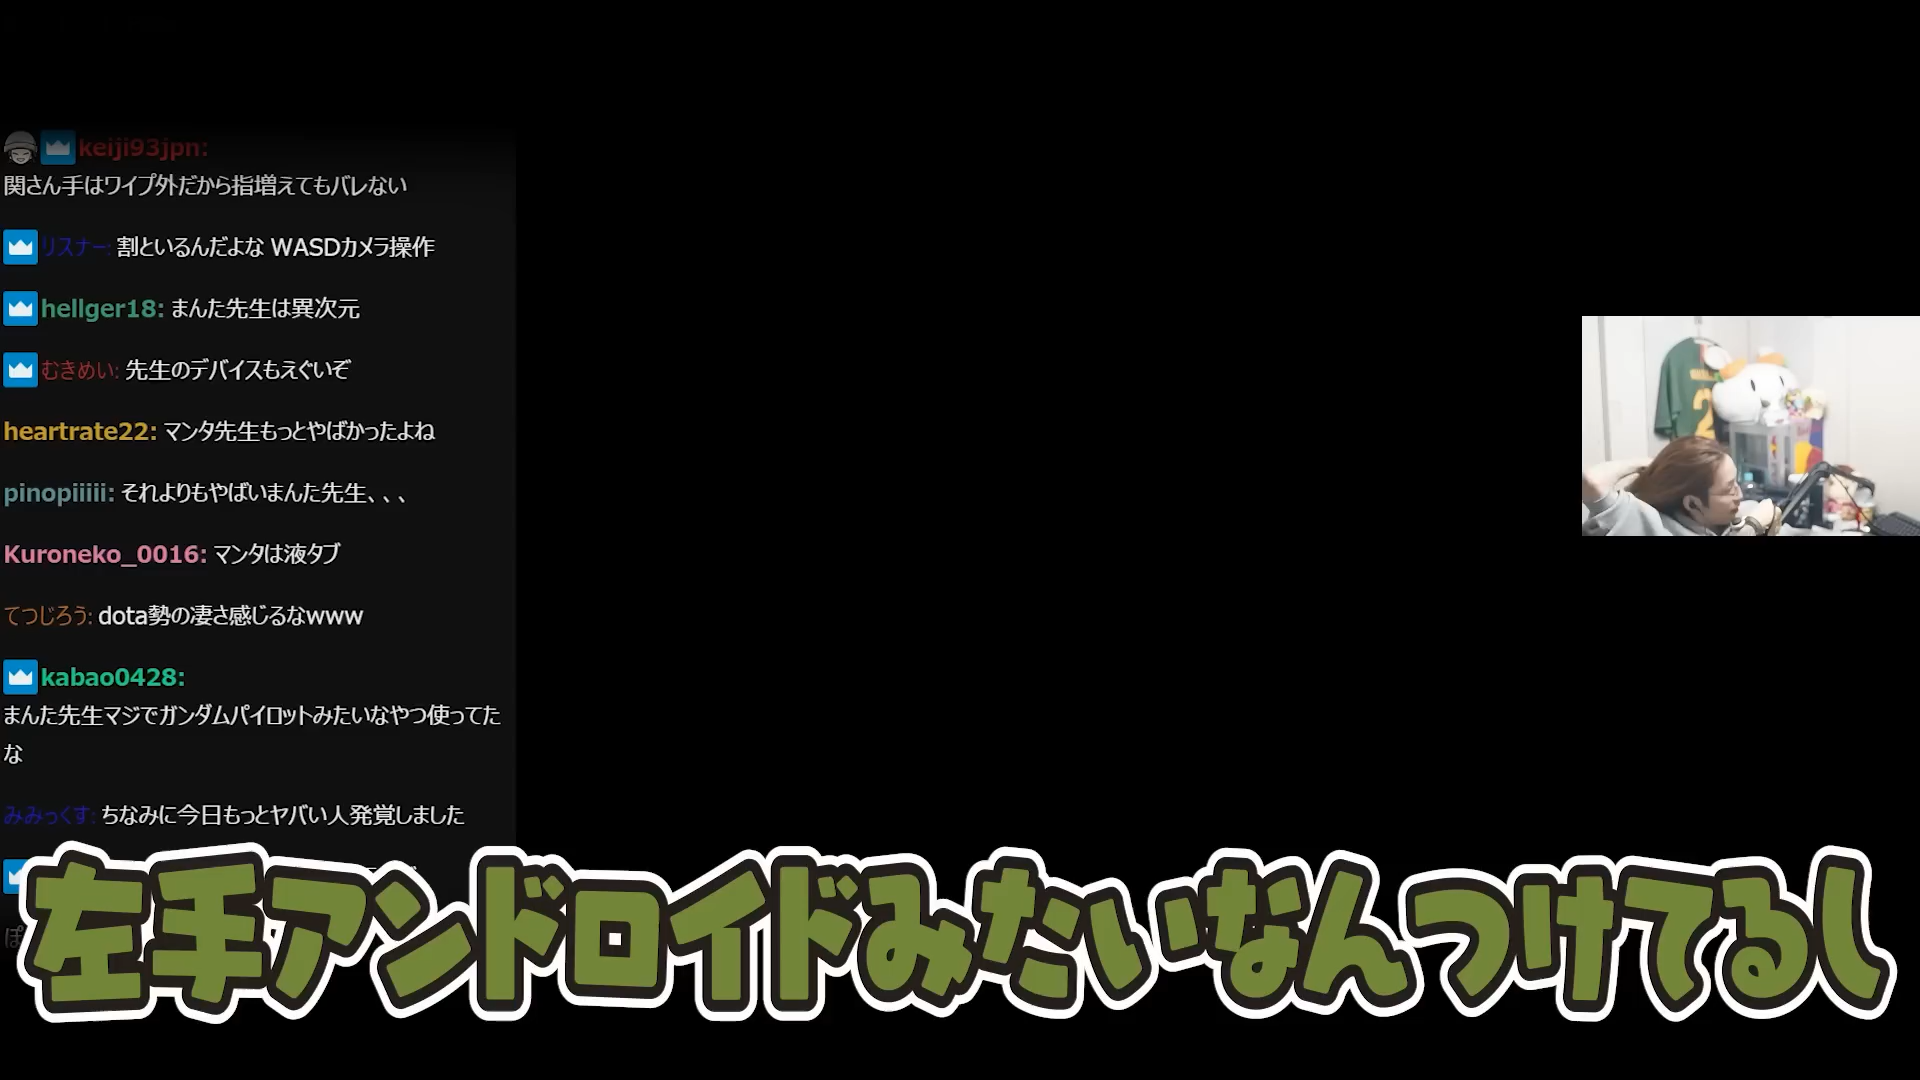 keiji93jpn:
関さん手はワイプ外だから指増えてもバレない
リスナー: 割といるんだよな WASDカメラ操作
hellger18: まんた先生は異次元
むきめい: 先生のデバイスもえぐいぞ
heartrate22: マンタ先生もっとやばかったよね
pinopiiiii: それよりもやばいまんた先生、、、
Kuroneko_0016: マンタは液タブ
てつじろう: dota勢の凄さ感じるなwww
kabao0428:
まんた先生マジでガンダムパイロットみたいなやつ使ってた
な
みみっくす: ちなみに今日もっとヤバい人発覚しました
左手アンドロイドみたいなんつけてるし